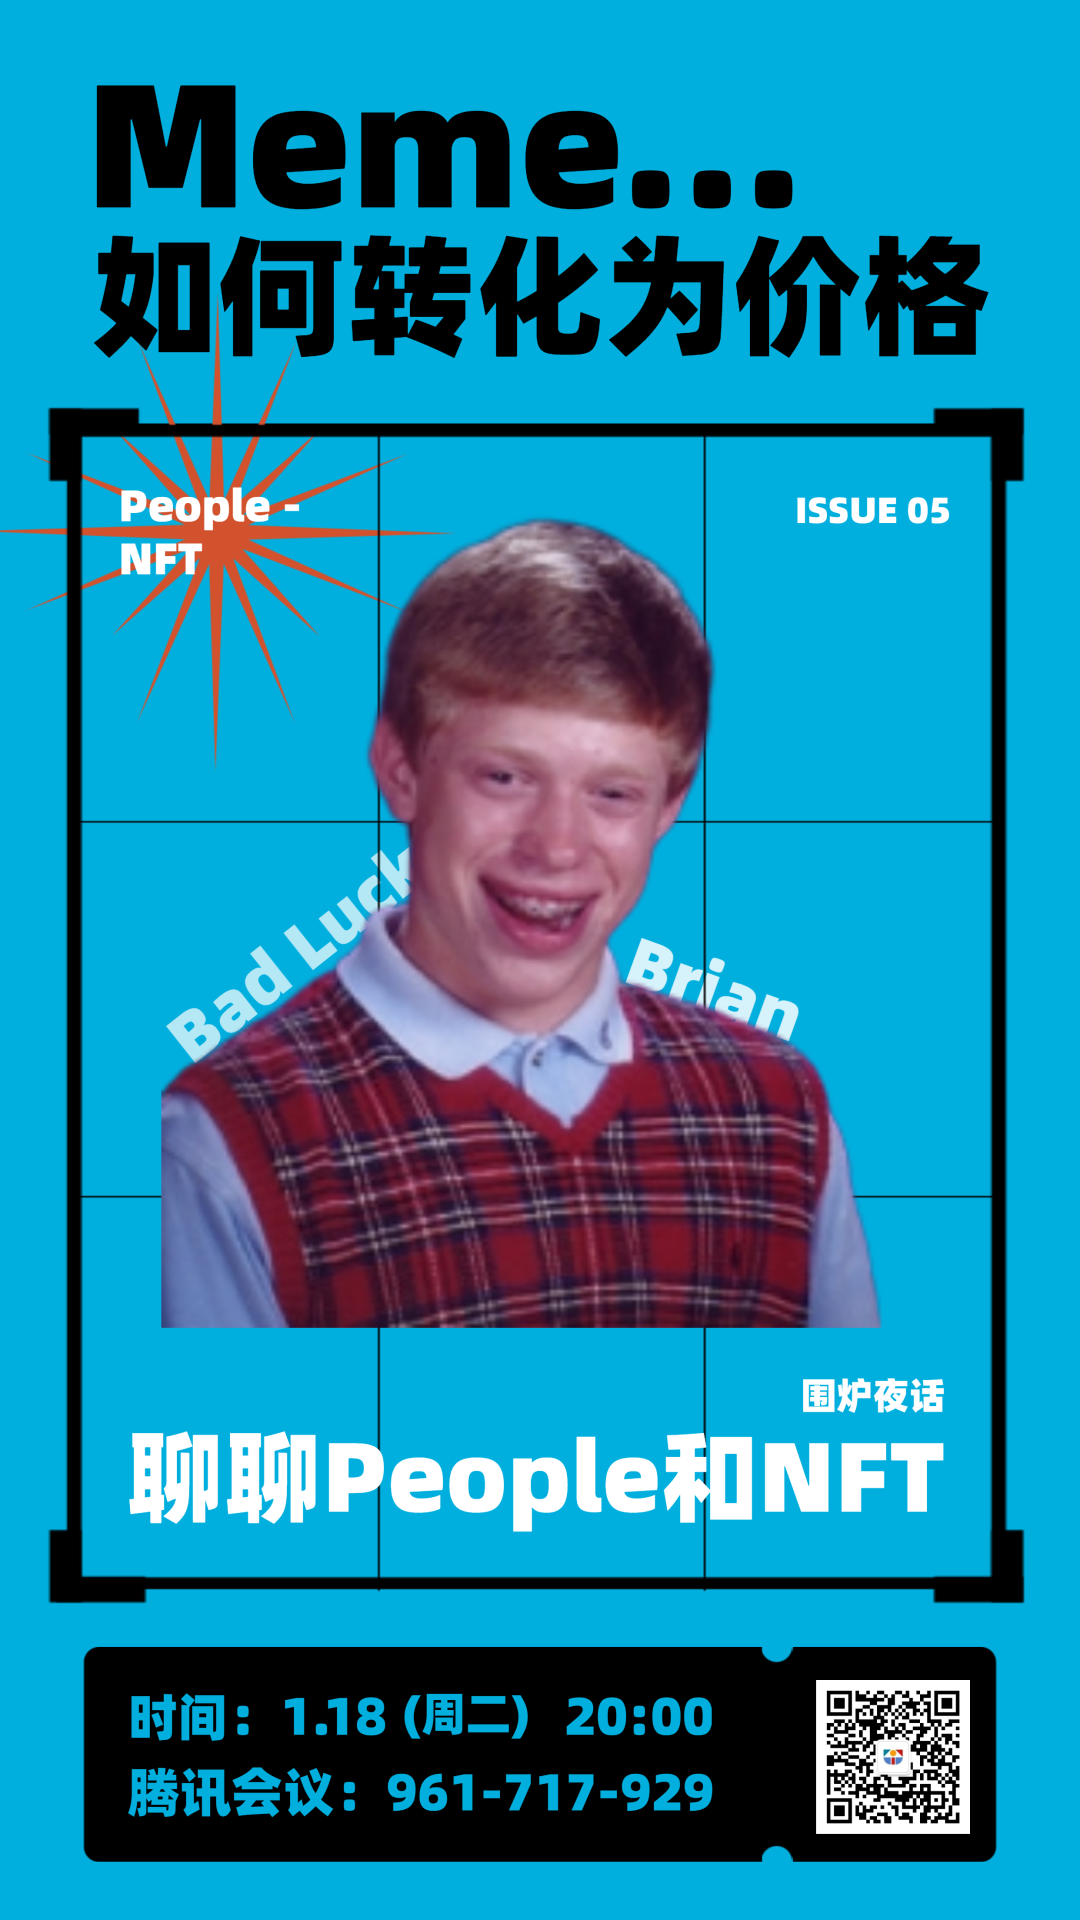 Meme...
如何转化为价格
People -
NFT
ISSUE 05
Bad Luck
Brian
围炉夜话
聊聊People和NFT
时间：1.18 (周二） 20:00
腾讯会议：961-717-929